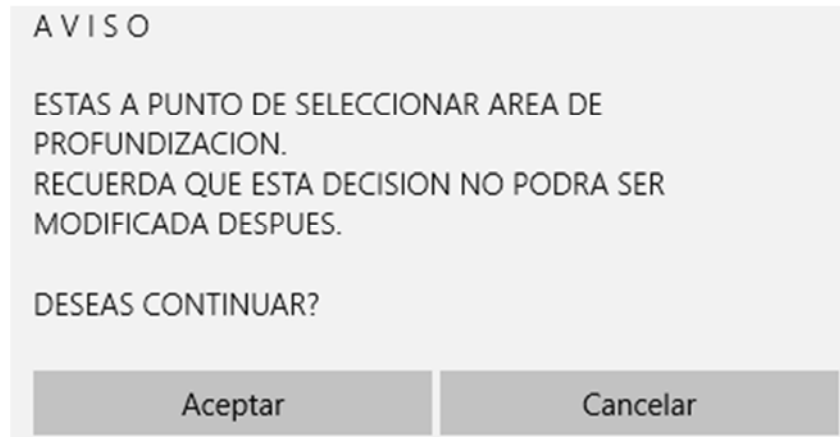 A V I S O
ESTAS A PUNTO DE SELECCIONAR AREA DE
PROFUNDIZACION.
RECUERDA QUE ESTA DECISION NO PODRA SER
MODIFICADA DESPUES.
DESEAS CONTINUAR?
Aceptar Cancelar